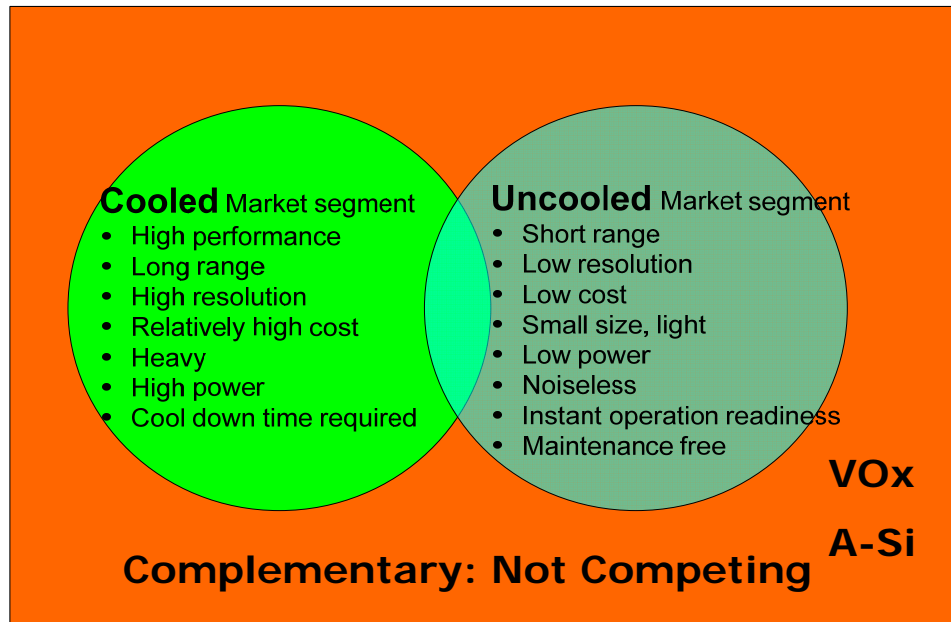 Cooled Market segment
• High performance
• Long range
• High resolution
• Relatively high cost
• Heavy
• High power
• Cool down time required
Uncooled Market segment
• Short range
• Low resolution
• Low cost
• Small size, light
• Low power
• Noiseless
• Instant operation readiness
• Maintenance free
VOx
A-Si
Complementary: Not Competing